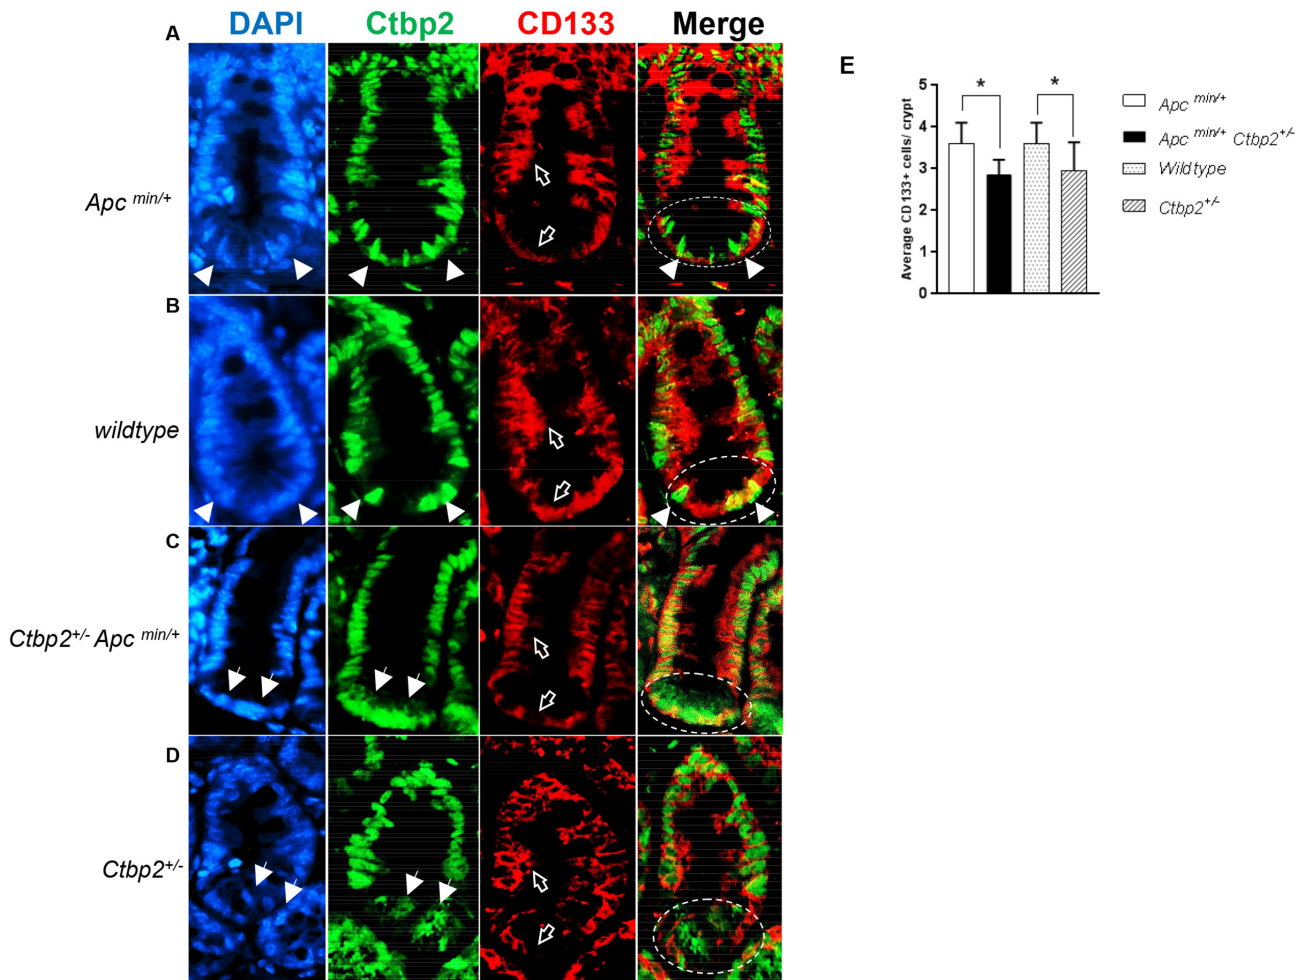 A DAPI Ctbp2 CD133 Merge
Apc min/+
B
wildtype
C
Ctbp2+/- Apc min/+
D
Ctbp2+/-
E
Average CD133+ cells/ crypt
5
4
3
2
1
0
*
*
Apc min/+
Apc min/+ Ctbp2+/-
Wildtype
Ctbp2+/-